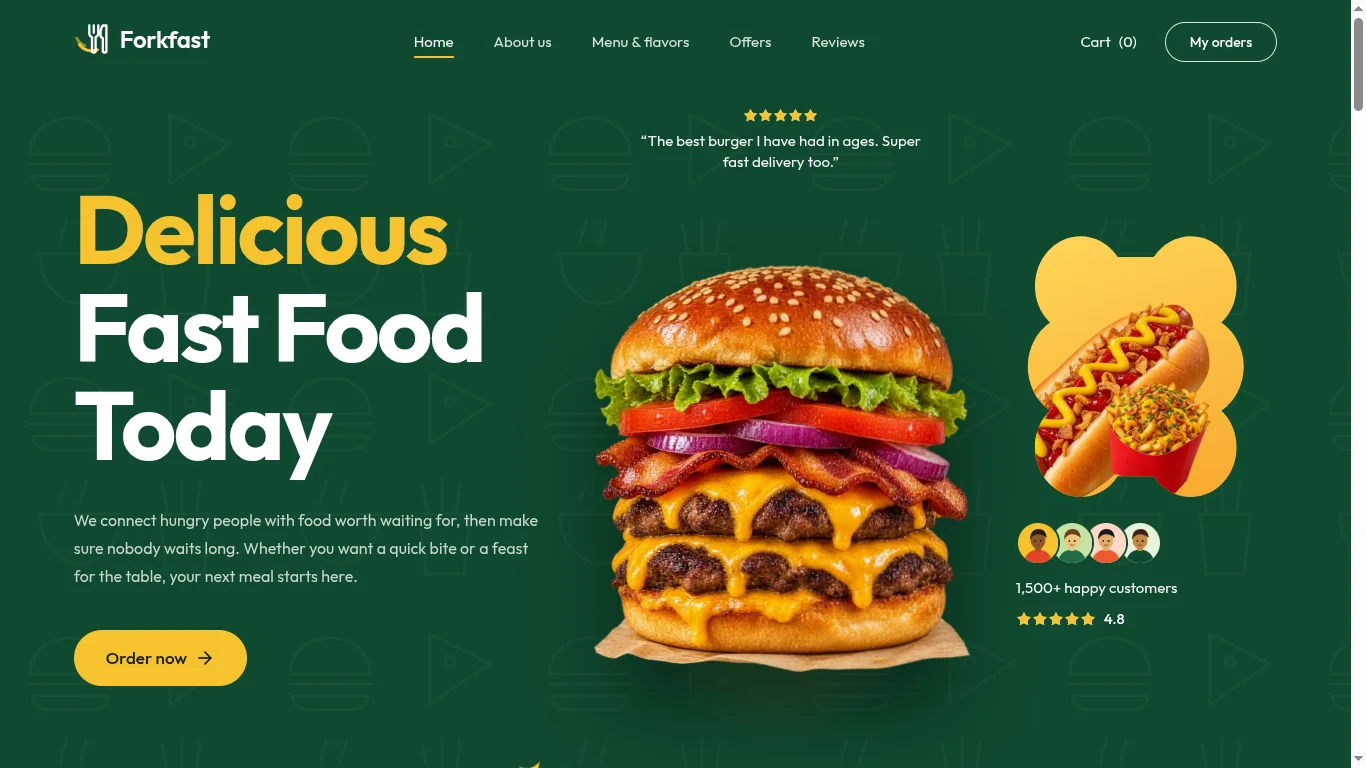 Forkfast
Home
About us
Menu & flavors
Offers
Reviews
Cart (0)
My orders
“The best burger I have had in ages. Super
fast delivery too.”
Delicious
Fast Food
Today
We connect hungry people with food worth waiting for, then make
sure nobody waits long. Whether you want a quick bite or a feast
for the table, your next meal starts here.
Order now
1,500+ happy customers
4.8